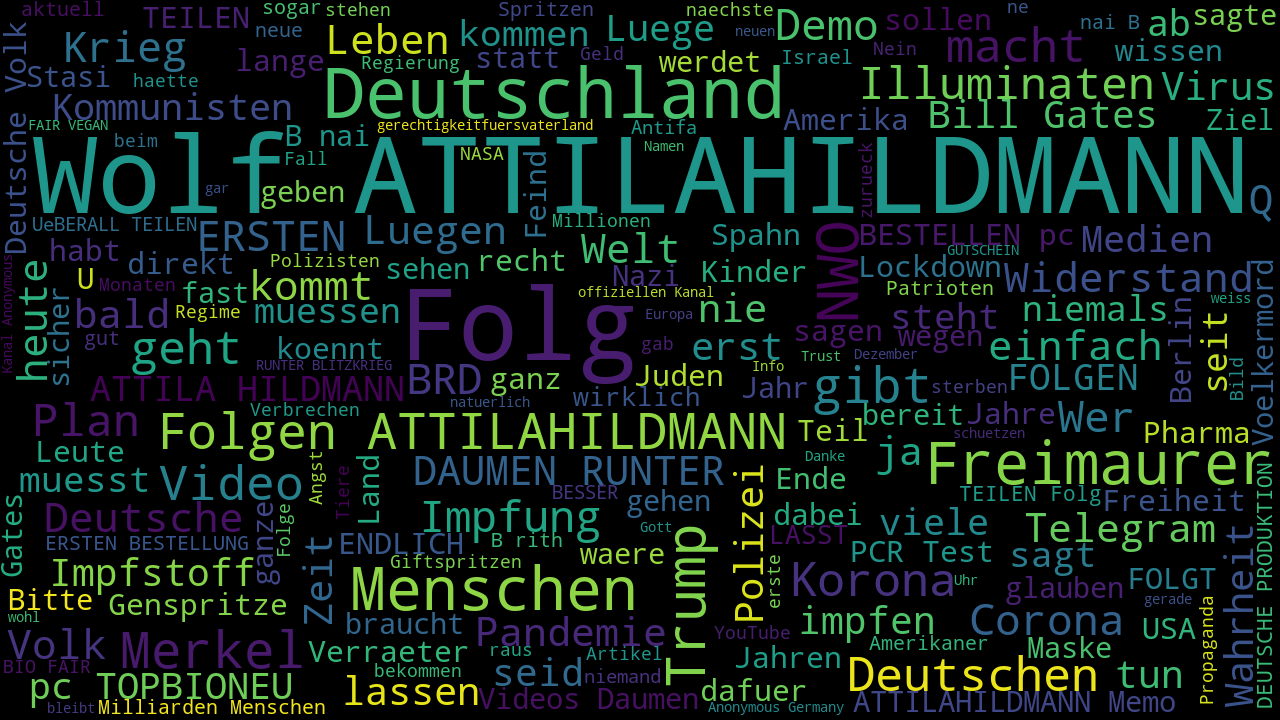 aktuell TEILEN sogar stehen Spritzen naechste Demo sollen ne nai B ab sagte
Krieg neue Leben kommen Luege neuen macht wissen
Stasi haette lange Regierung statt Geld werdet Israel Nein Illuminaten Virus
Deutsche Volk Kommunisten Deutschland Amerika Bill Gates Ziel
FAIR VEGAN beim B nai gerechtigkeitfuersvaterland Antifa
Fall NASA Namen
Wolf ATTILAHILDMANN Q
gar geben Feind zurueck
UeBERALL TEILEN ERSTEN Luegen Millionen Welt Spahn NWO BESTELLEN pc Medien
habt direkt Polizisten sehen recht Nazi Kinder Lockdown GUTSCHEIN Widerstand
Kanal Anonymous heute sicher U Monaten fast kommt offiziellen Kanal Patrioten weiss Voelkermord
bald Regime muessen Folg Europa nie sagen wegen steht niemals Berlin seit
gut geht koennt gab erst Info Trust Dezember einfach Bild
RUNTER BLITZKRIEG BRD ganz Juden Jahr gibt sterben FOLGEN
ATTILA HILDMANN natuerlich wirklich
Plan Verbrechen Folgen ATTILAHILDMANN Teil bereit Jahre Wer Pharma
Leute ja schuetzen
muesst Video Angst Tiere Land DAUMEN RUNTER Polizei Danke Ende Freimaurer
Gates Deutsche ganze Folge BESSER gehen dabei TEILEN Folg Freiheit
Impfung Gott LASST viele Telegram
ERSTEN BESTELLUNG Zeit ENDLICH B rith waere Trump PCR Test sagt Wahrheit DEUTSCHE PRODUKTION
Impfstoff Giftspritzen Menschen erste Korona Uhr glauben FOLGT
Bitte Genspritze gerade
wohl braucht Pandemie YouTube impfen Corona USA Propaganda
Volk Merkel Verraeter raus Artikel Jahren Amerikaner Maske
BIO FAIR bekommen seid niemand Deutschen tun
pc TOPBIONEU lassen Videos Daumen dafuer
bleibt Milliarden Menschen Anonymous Germany ATTILAHILDMANN Memo